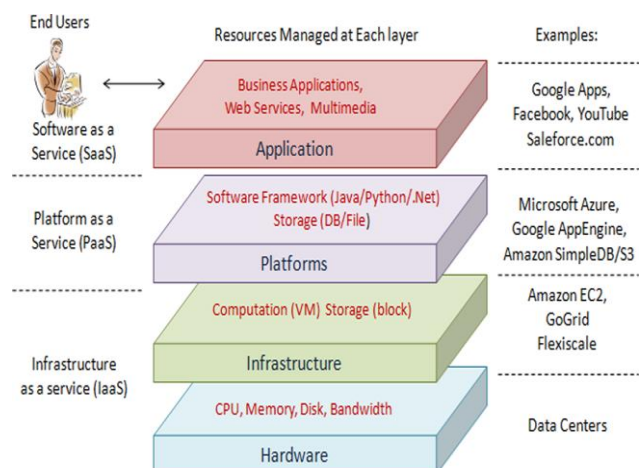 End Users
Resources Managed at Each layer
Examples:
Software as a
Service (SaaS)
Business Applications,
Web Services, Multimedia
Application
Google Apps,
Facebook, YouTube
Saleforce.com
Platform as a
Service (PaaS)
Software Framework (Java/Python/.Net)
Storage (DB/File)
Platforms
Microsoft Azure,
Google AppEngine,
Amazon SimpleDB/S3
Infrastructure
as a service (IaaS)
Computation (VM) Storage (block)
Infrastructure
Amazon EC2,
GoGrid
Flexiscale
CPU, Memory, Disk, Bandwidth
Hardware
Data Centers